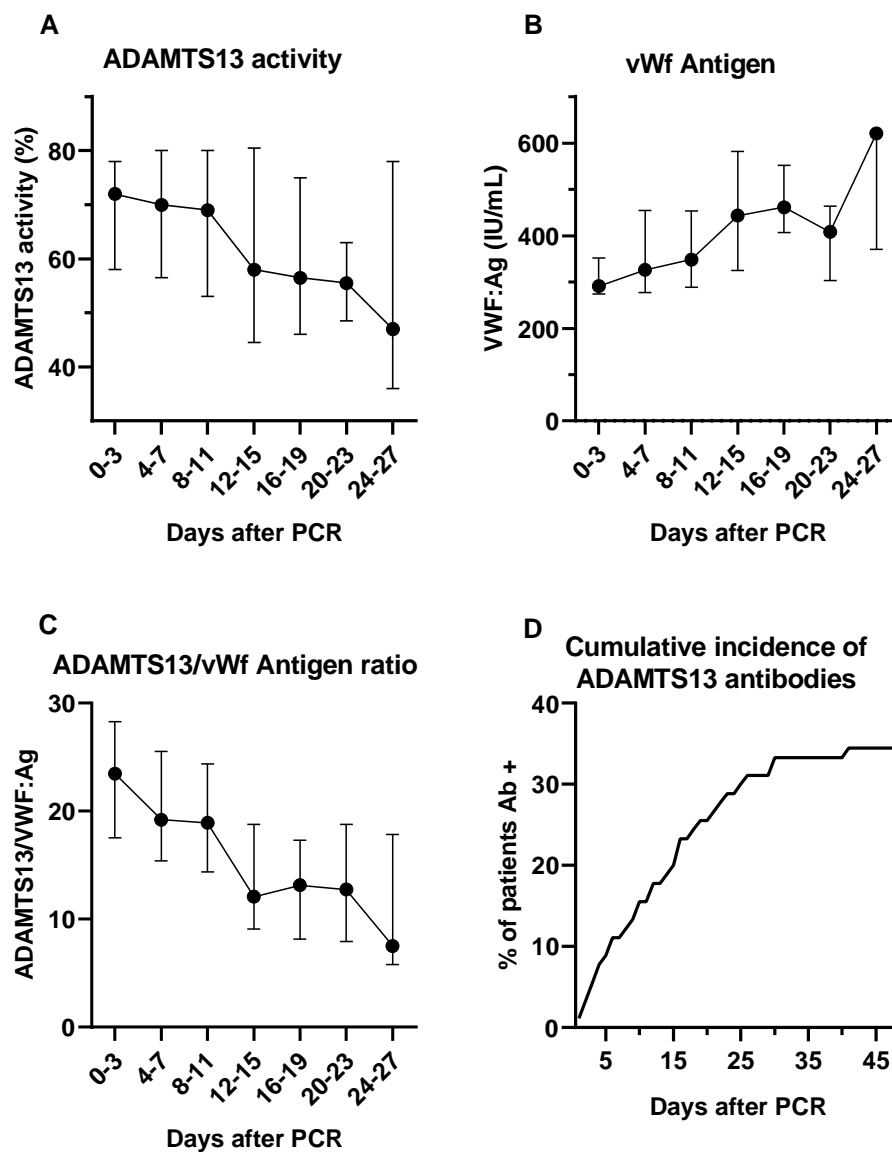 A
ADAMTS13 activity
ADAMTS13 activity (%)
80
60
40
0-3
4-7
8-11
12-15
16-19
20-23
24-27
Days after PCR
B
vWf Antigen
VWF:Ag (IU/mL)
600
400
200
0
0-3
4-7
8-11
12-15
16-19
20-23
24-27
Days after PCR
C
ADAMTS13/vWf Antigen ratio
ADAMTS13/VWF:Ag
30
20
10
0
0-3
4-7
8-11
12-15
16-19
20-23
24-27
Days after PCR
D
Cumulative incidence of
ADAMTS13 antibodies
% of patients Ab +
40
30
20
10
0
5
15
25
35
45
Days after PCR